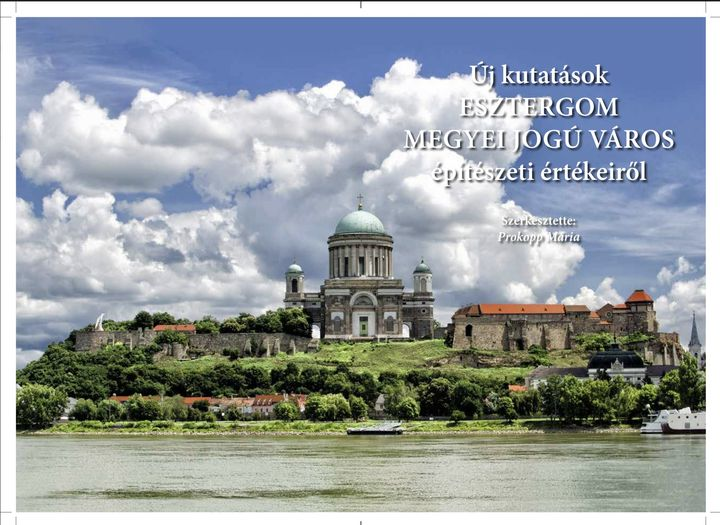 Új kutatások
ESZTERGOM
MEGYEI JOGÚ VÁROS
építészeti értékeiről
Szerkesztette:
Prokopp Mária